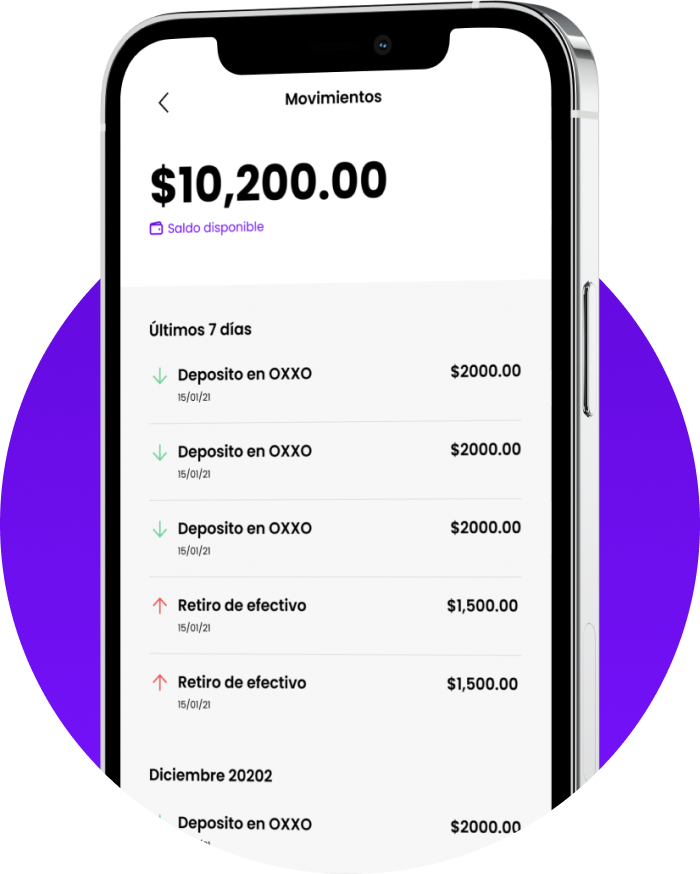 Movimientos
$10,200.00
Saldo disponible
Últimos 7 días
Deposito en OXXO $2000.00
15/01/21
Deposito en OXXO $2000.00
15/01/21
Deposito en OXXO $2000.00
15/01/21
Retiro de efectivo $1,500.00
15/01/21
Retiro de efectivo $1,500.00
15/01/21
Diciembre 20202
Deposito en OXXO $2000.00